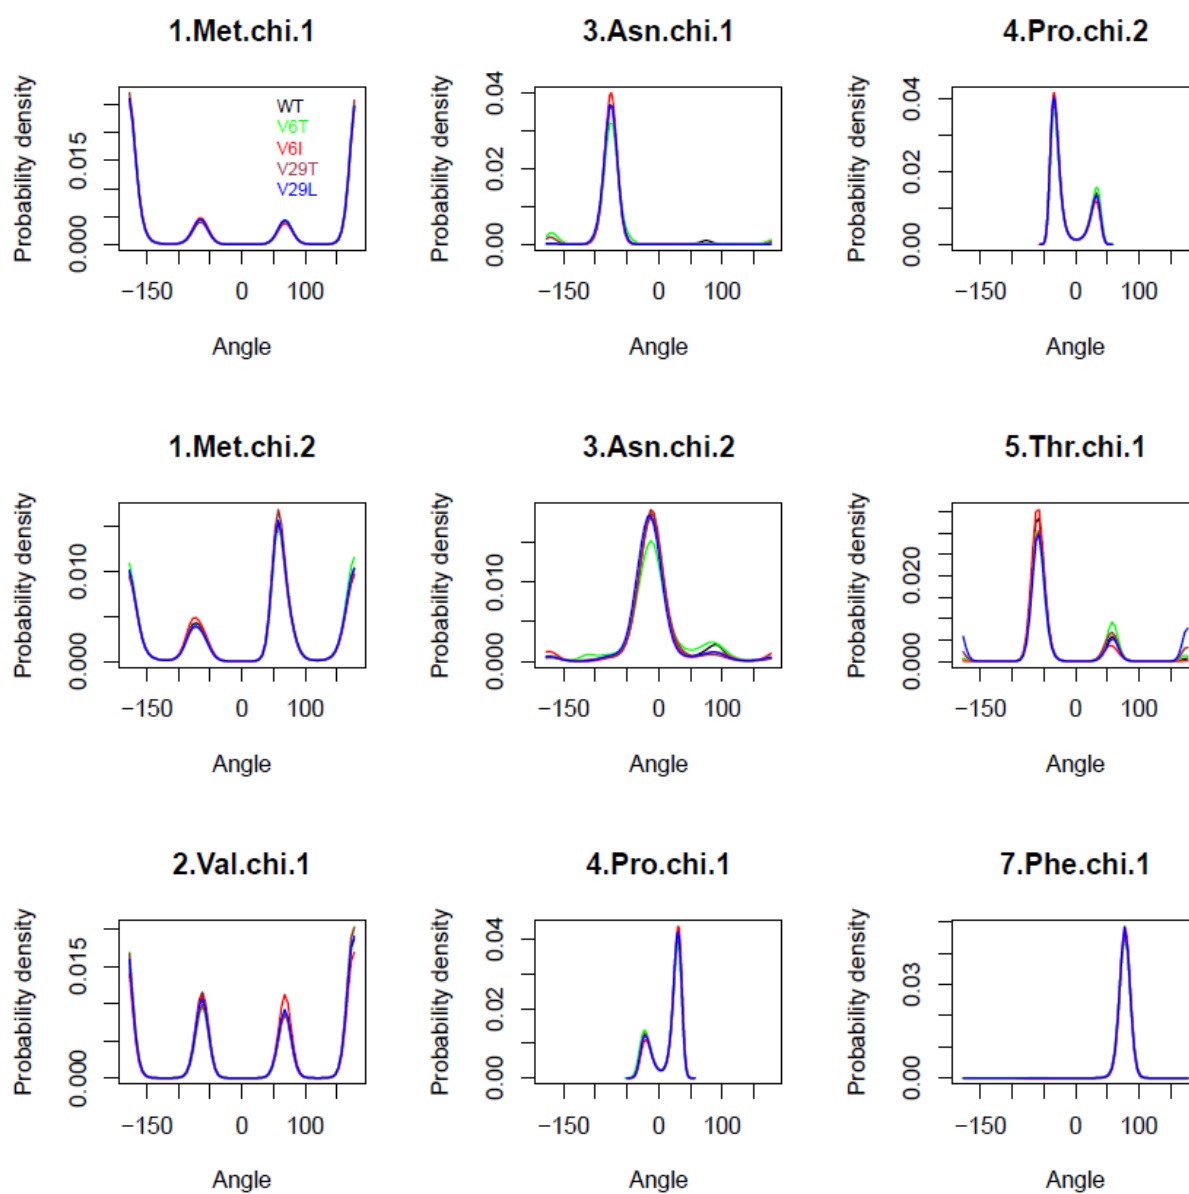 1.Met.chi.1
Probability density
0.000 0.015
WT
V6T
V6I
V29T
V29L
−150 0 100
Angle
3.Asn.chi.1
Probability density
0.00 0.02 0.04
−150 0 100
Angle
4.Pro.chi.2
Probability density
0.00 0.02 0.04
−150 0 100
Angle
1.Met.chi.2
Probability density
0.000 0.010
−150 0 100
Angle
3.Asn.chi.2
Probability density
0.000 0.010
−150 0 100
Angle
5.Thr.chi.1
Probability density
0.000 0.020
−150 0 100
Angle
2.Val.chi.1
Probability density
0.000 0.015
−150 0 100
Angle
4.Pro.chi.1
Probability density
0.00 0.02 0.04
−150 0 100
Angle
7.Phe.chi.1
Probability density
0.00 0.03
−150 0 100
Angle